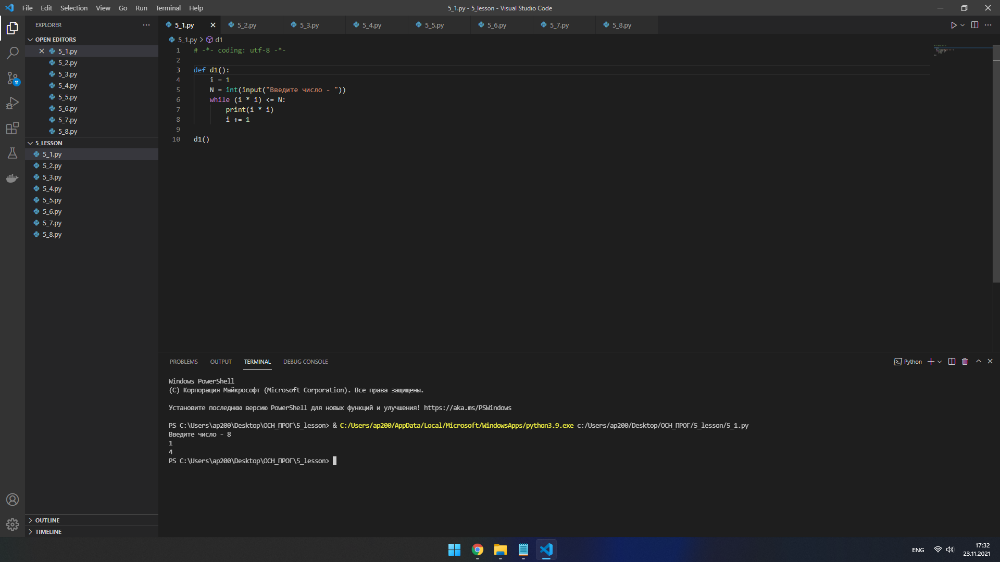 File Edit Selection View Go Run Terminal Help
5_1.py - 5_lesson - Visual Studio Code
EXPLORER
OPEN EDITORS
5_1.py
5_2.py
5_3.py
5_4.py
5_5.py
5_6.py
5_7.py
5_8.py
5_LESSON
5_1.py
5_2.py
5_3.py
5_4.py
5_5.py
5_6.py
5_7.py
5_8.py
OUTLINE
TIMELINE
11
5_1.py 5_2.py 5_3.py 5_4.py 5_5.py 5_6.py 5_7.py 5_8.py
5_1.py > d1
1 # -*- coding: utf-8 -*-
2
3 def d1():
4 i = 1
5 N = int(input("Введите число - "))
6 while (i * i) <= N:
7 print(i * i)
8 i += 1
9
10 d1()
PROBLEMS OUTPUT TERMINAL DEBUG CONSOLE
Python
Windows PowerShell
(C) Корпорация Майкрософт (Microsoft Corporation). Все права защищены.
Установите последнюю версию PowerShell для новых функций и улучшения! https://aka.ms/PSWindows
PS C:\Users\ap200\Desktop\ОСН_ПРОГ\5_lesson> & C:/Users/ap200/AppData/Local/Microsoft/WindowsApps/python3.9.exe c:/Users/ap200/Desktop/ОСН_ПРОГ/5_lesson/5_1.py
Введите число - 8
1
4
PS C:\Users\ap200\Desktop\ОСН_ПРОГ\5_lesson>
ENG
17:32
23.11.2021